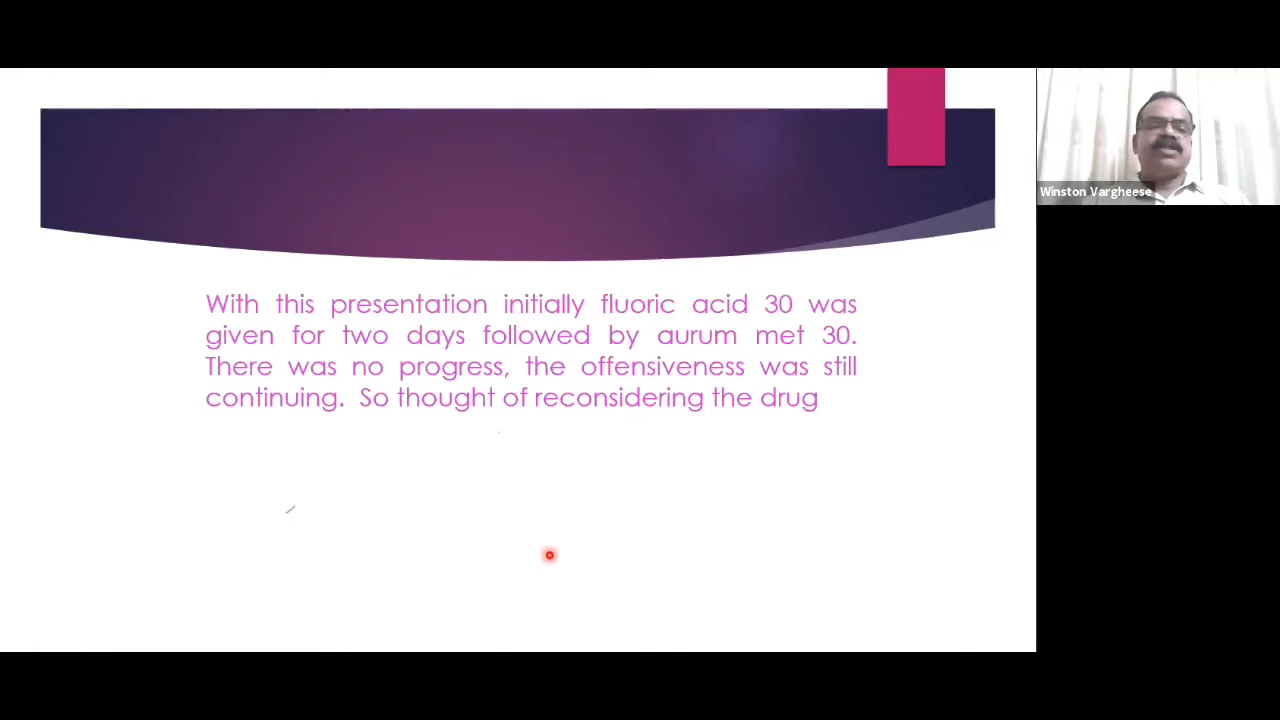 With this presentation initially fluoric acid 30 was
given for two days followed by aurum met 30.
There was no progress, the offensiveness was still
continuing.  So thought of reconsidering the drug
Winston Vargheese